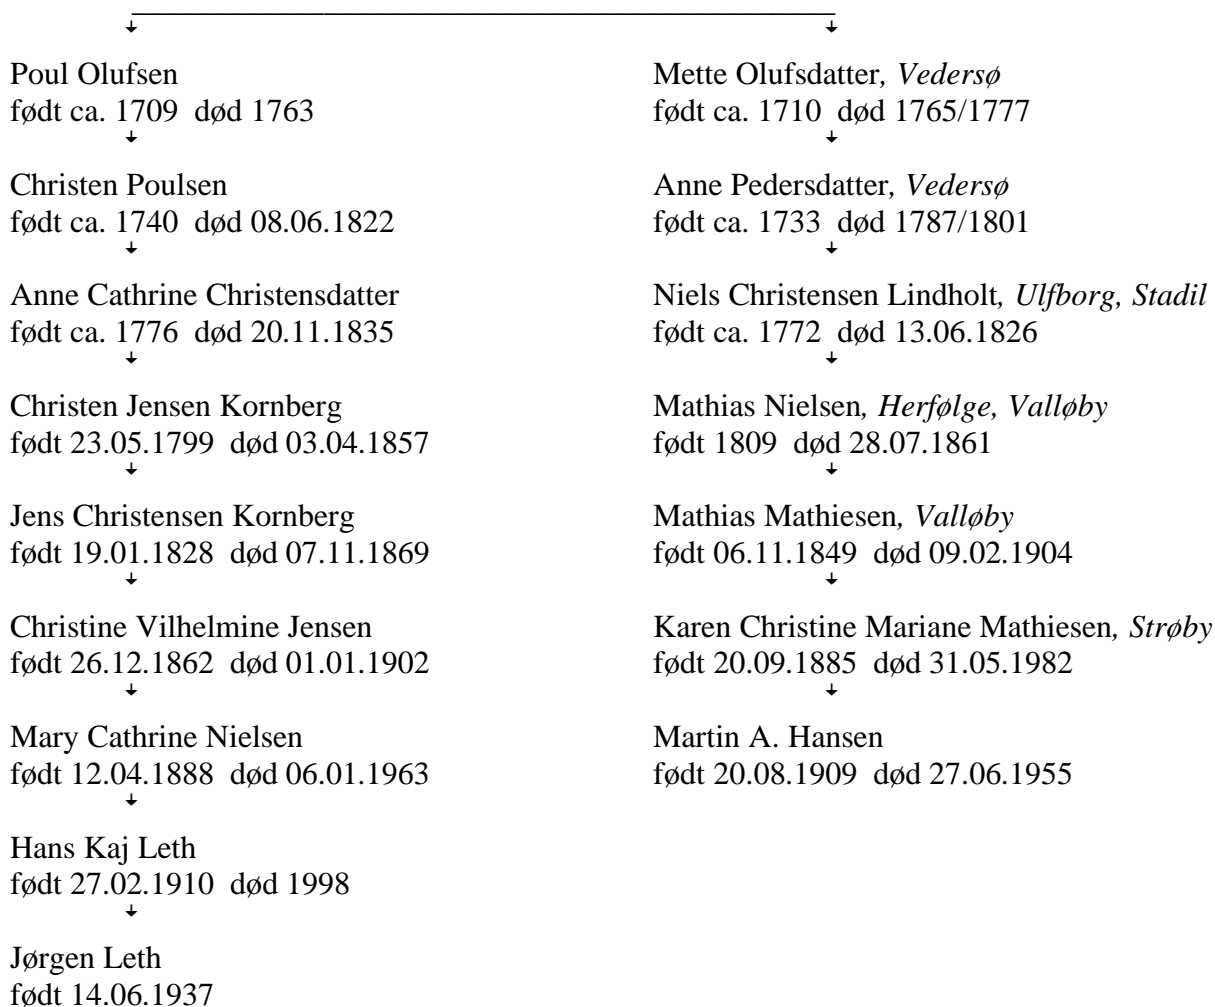 Poul Olufsen
født ca. 1709  død 1763
Christen Poulsen
født ca. 1740  død 08.06.1822
Anne Cathrine Christensdatter
født ca. 1776  død 20.11.1835
Christen Jensen Kornberg
født 23.05.1799  død 03.04.1857
Jens Christensen Kornberg
født 19.01.1828  død 07.11.1869
Christine Vilhelmine Jensen
født 26.12.1862  død 01.01.1902
Mary Cathrine Nielsen
født 12.04.1888  død 06.01.1963
Hans Kaj Leth
født 27.02.1910  død 1998
Jørgen Leth
født 14.06.1937
Mette Olufsdatter, Vedersø
født ca. 1710  død 1765/1777
Anne Pedersdatter, Vedersø
født ca. 1733  død 1787/1801
Niels Christensen Lindholt, Ulfborg, Stadil
født ca. 1772  død 13.06.1826
Mathias Nielsen, Herfølge, Valløby
født 1809  død 28.07.1861
Mathias Mathiesen, Valløby
født 06.11.1849  død 09.02.1904
Karen Christine Mariane Mathiesen, Strøby
født 20.09.1885  død 31.05.1982
Martin A. Hansen
født 20.08.1909  død 27.06.1955